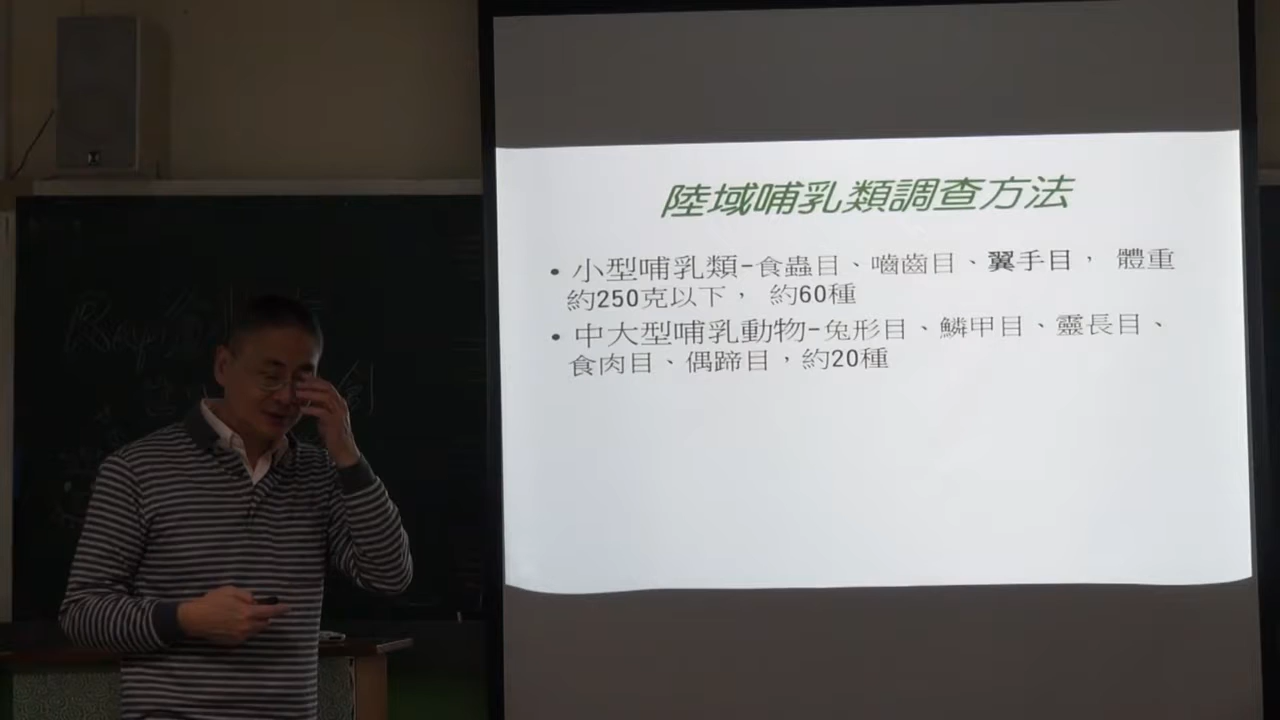 陸域哺乳類調查方法
• 小型哺乳類-食蟲目、嚙齒目、翼手目, 體重
約250克以下, 約60種
• 中大型哺乳動物-兔形目、鱗甲目、靈長目、
食肉目、偶蹄目,約20種